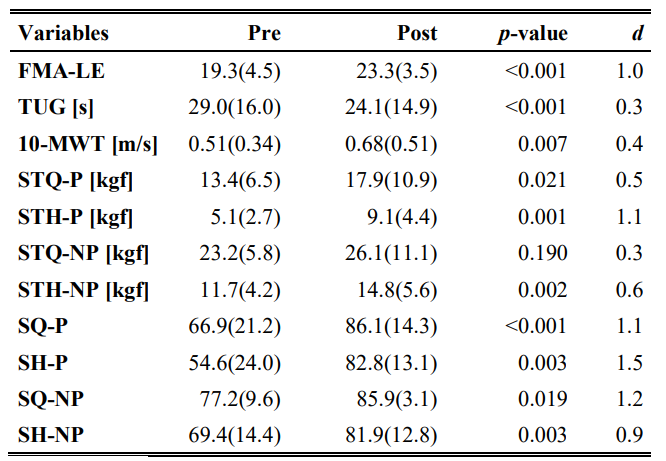 Variables Pre Post p-value d
FMA-LE 19.3(4.5) 23.3(3.5) <0.001 1.0
TUG [s] 29.0(16.0) 24.1(14.9) <0.001 0.3
10-MWT [m/s] 0.51(0.34) 0.68(0.51) 0.007 0.4
STQ-P [kgf] 13.4(6.5) 17.9(10.9) 0.021 0.5
STH-P [kgf] 5.1(2.7) 9.1(4.4) 0.001 1.1
STQ-NP [kgf] 23.2(5.8) 26.1(11.1) 0.190 0.3
STH-NP [kgf] 11.7(4.2) 14.8(5.6) 0.002 0.6
SQ-P 66.9(21.2) 86.1(14.3) <0.001 1.1
SH-P 54.6(24.0) 82.8(13.1) 0.003 1.5
SQ-NP 77.2(9.6) 85.9(3.1) 0.019 1.2
SH-NP 69.4(14.4) 81.9(12.8) 0.003 0.9